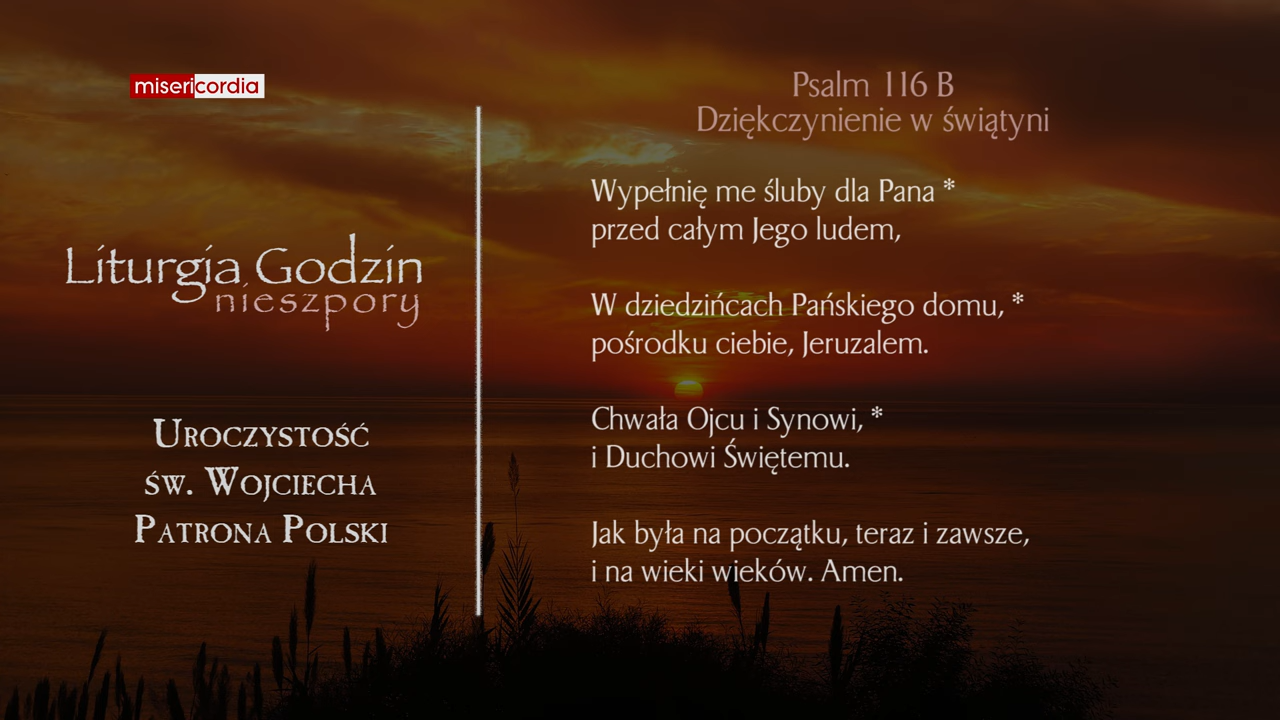 misericordia
Liturgia Godzin
nieszpory
Uroczystość
św. Wojciecha
Patrona Polski
Psalm 116 B
Dziękczynienie w świątyni
Wypełnię me śluby dla Pana *
przed całym Jego ludem,
W dziedzińcach Pańskiego domu, *
pośrodku ciebie, Jeruzalem.
Chwała Ojcu i Synowi, *
i Duchowi Świętemu.
Jak była na początku, teraz i zawsze,
i na wieki wieków. Amen.